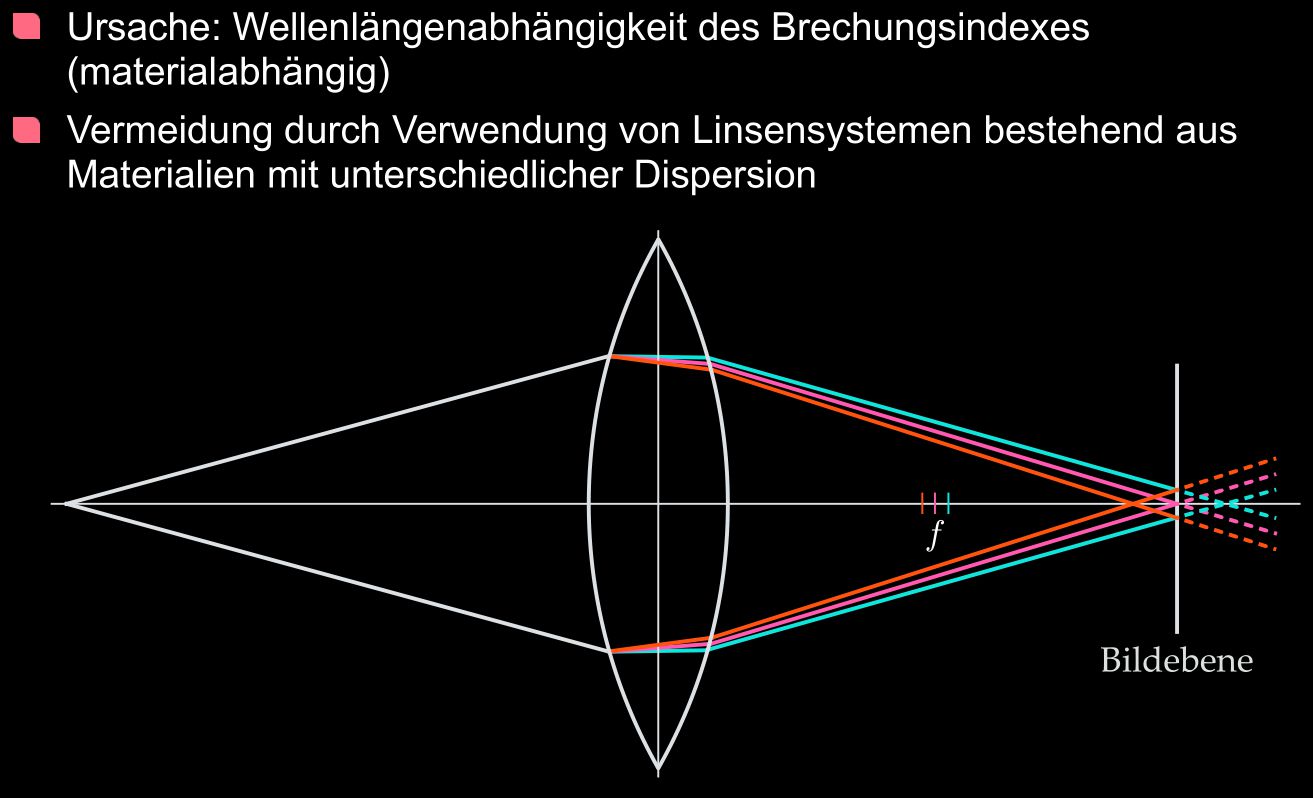 Ursache: Wellenlängenabhängigkeit des Brechungsindexes
(materialabhängig)
Vermeidung durch Verwendung von Linsensystemen bestehend aus
Materialien mit unterschiedlicher Dispersion
f
Bildebene